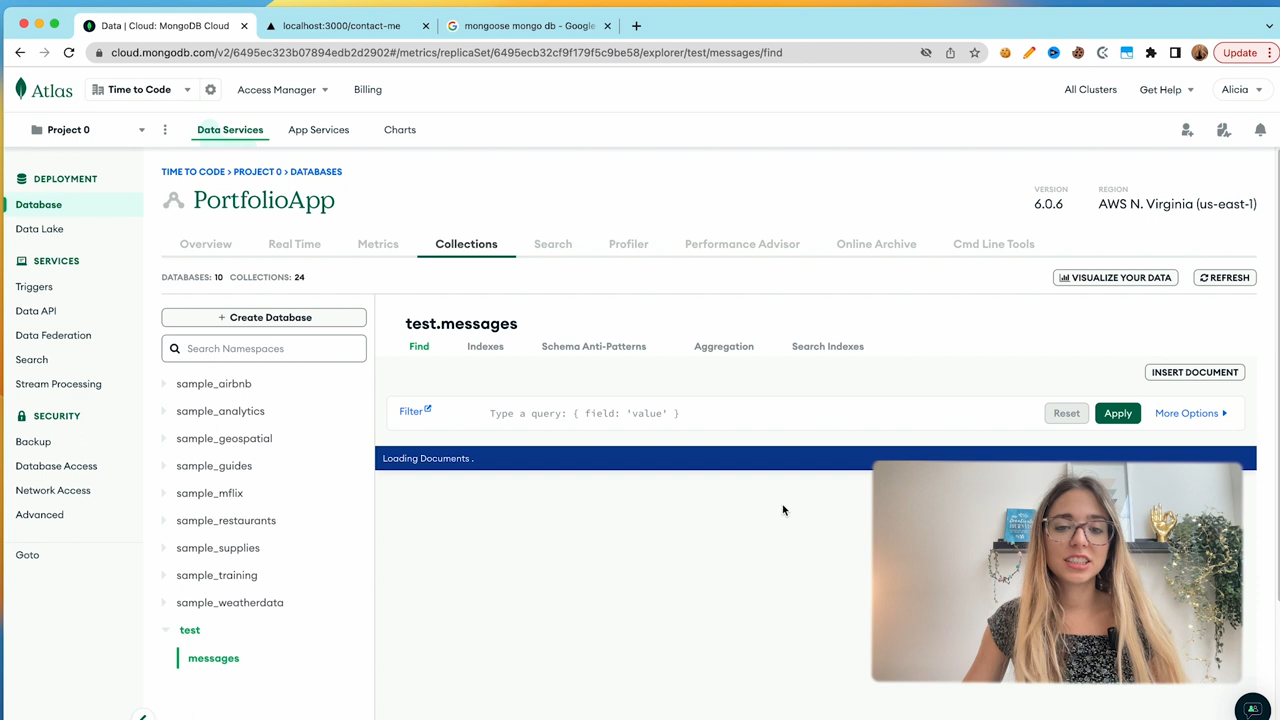 Data | Cloud: MongoDB Cloud
localhost:3000/contact-me
mongoose mongo db - Google
cloud.mongodb.com/v2/6495ec323b07894edb2d2902#/metrics/replicaSet/6495ecb32cf9f179f5c9be58/explorer/test/messages/find
Update
Atlas
Time to Code
Access Manager
Billing
All Clusters
Get Help
Alicia
Project 0
Data Services
App Services
Charts
DEPLOYMENT
Database
Data Lake
SERVICES
Triggers
Data API
Data Federation
Search
Stream Processing
SECURITY
Backup
Database Access
Network Access
Advanced
Goto
TIME TO CODE > PROJECT 0 > DATABASES
PortfolioApp
VERSION
6.0.6
REGION
AWS N. Virginia (us-east-1)
Overview
Real Time
Metrics
Collections
Search
Profiler
Performance Advisor
Online Archive
Cmd Line Tools
DATABASES: 10 COLLECTIONS: 24
VISUALIZE YOUR DATA
REFRESH
+ Create Database
Search Namespaces
sample_airbnb
sample_analytics
sample_geospatial
sample_guides
sample_mflix
sample_restaurants
sample_supplies
sample_training
sample_weatherdata
test
messages
test.messages
Find
Indexes
Schema Anti-Patterns
Aggregation
Search Indexes
INSERT DOCUMENT
Filter
Type a query: { field: 'value' }
Reset
Apply
More Options
Loading Documents .